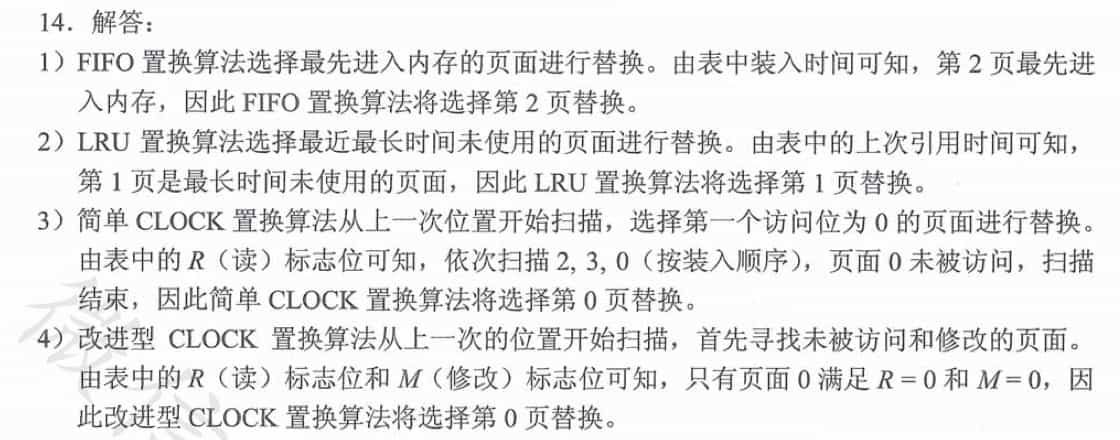 14．解答：
1）FIFO 置换算法选择最先进入内存的页面进行替换。由表中装入时间可知，第 2 页最先进
入内存，因此 FIFO 置换算法将选择第 2 页替换。
2）LRU 置换算法选择最近最长时间未使用的页面进行替换。由表中的上次引用时间可知，
第 1 页是最长时间未使用的页面，因此 LRU 置换算法将选择第 1 页替换。
3）简单 CLOCK 置换算法从上一次位置开始扫描，选择第一个访问位为 0 的页面进行替换。
由表中的 R（读）标志位可知，依次扫描 2, 3, 0（按装入顺序），页面 0 未被访问，扫描
结束，因此简单 CLOCK 置换算法将选择第 0 页替换。
4）改进型 CLOCK 置换算法从上一次的位置开始扫描，首先寻找未被访问和修改的页面。
由表中的 R（读）标志位和 M（修改）标志位可知，只有页面 0 满足 R = 0 和 M = 0，因
此改进型 CLOCK 置换算法将选择第 0 页替换。
微信